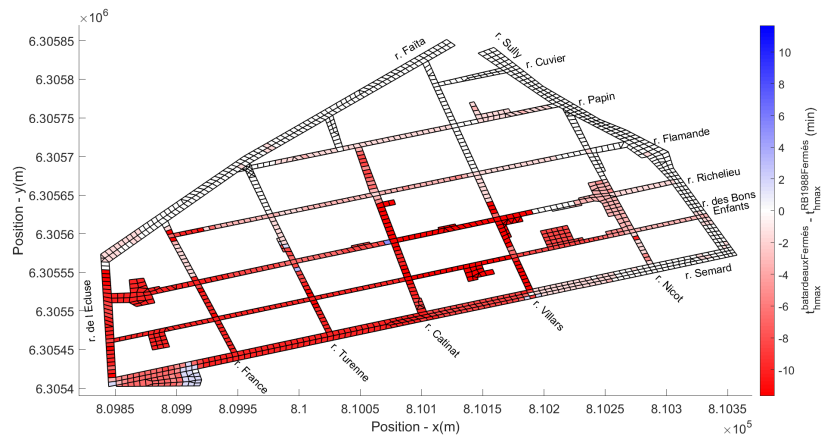 ×10⁶
6.30585
6.3058
6.30575
6.3057
6.30565
6.3056
6.30555
6.3055
6.30545
6.3054
Position - y(m)
8.0985
8.099
8.0995
8.1
8.1005
8.101
8.1015
8.102
8.1025
8.103
8.1035
×10⁵
Position - x(m)
r. Faïta
r. Sully
r. Cuvier
r. Papin
r. Flamande
r. Richelieu
r. des Bons
Enfants
r. Semard
r. Nicot
r. Villars
r. Catinat
r. Turenne
r. France
r. de l Ecluse
10
8
6
4
2
0
-2
-4
-6
-8
-10
t_hmax^batardeauxFermés - t_hmax^RB1988Fermés (min)